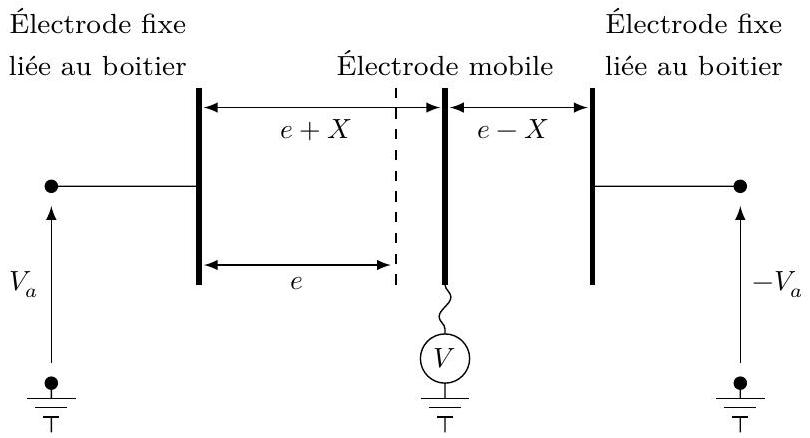 Électrode fixe
liée au boitier
Électrode mobile
Électrode fixe
liée au boitier
e + X
e − X
e
V_a
V
−V_a